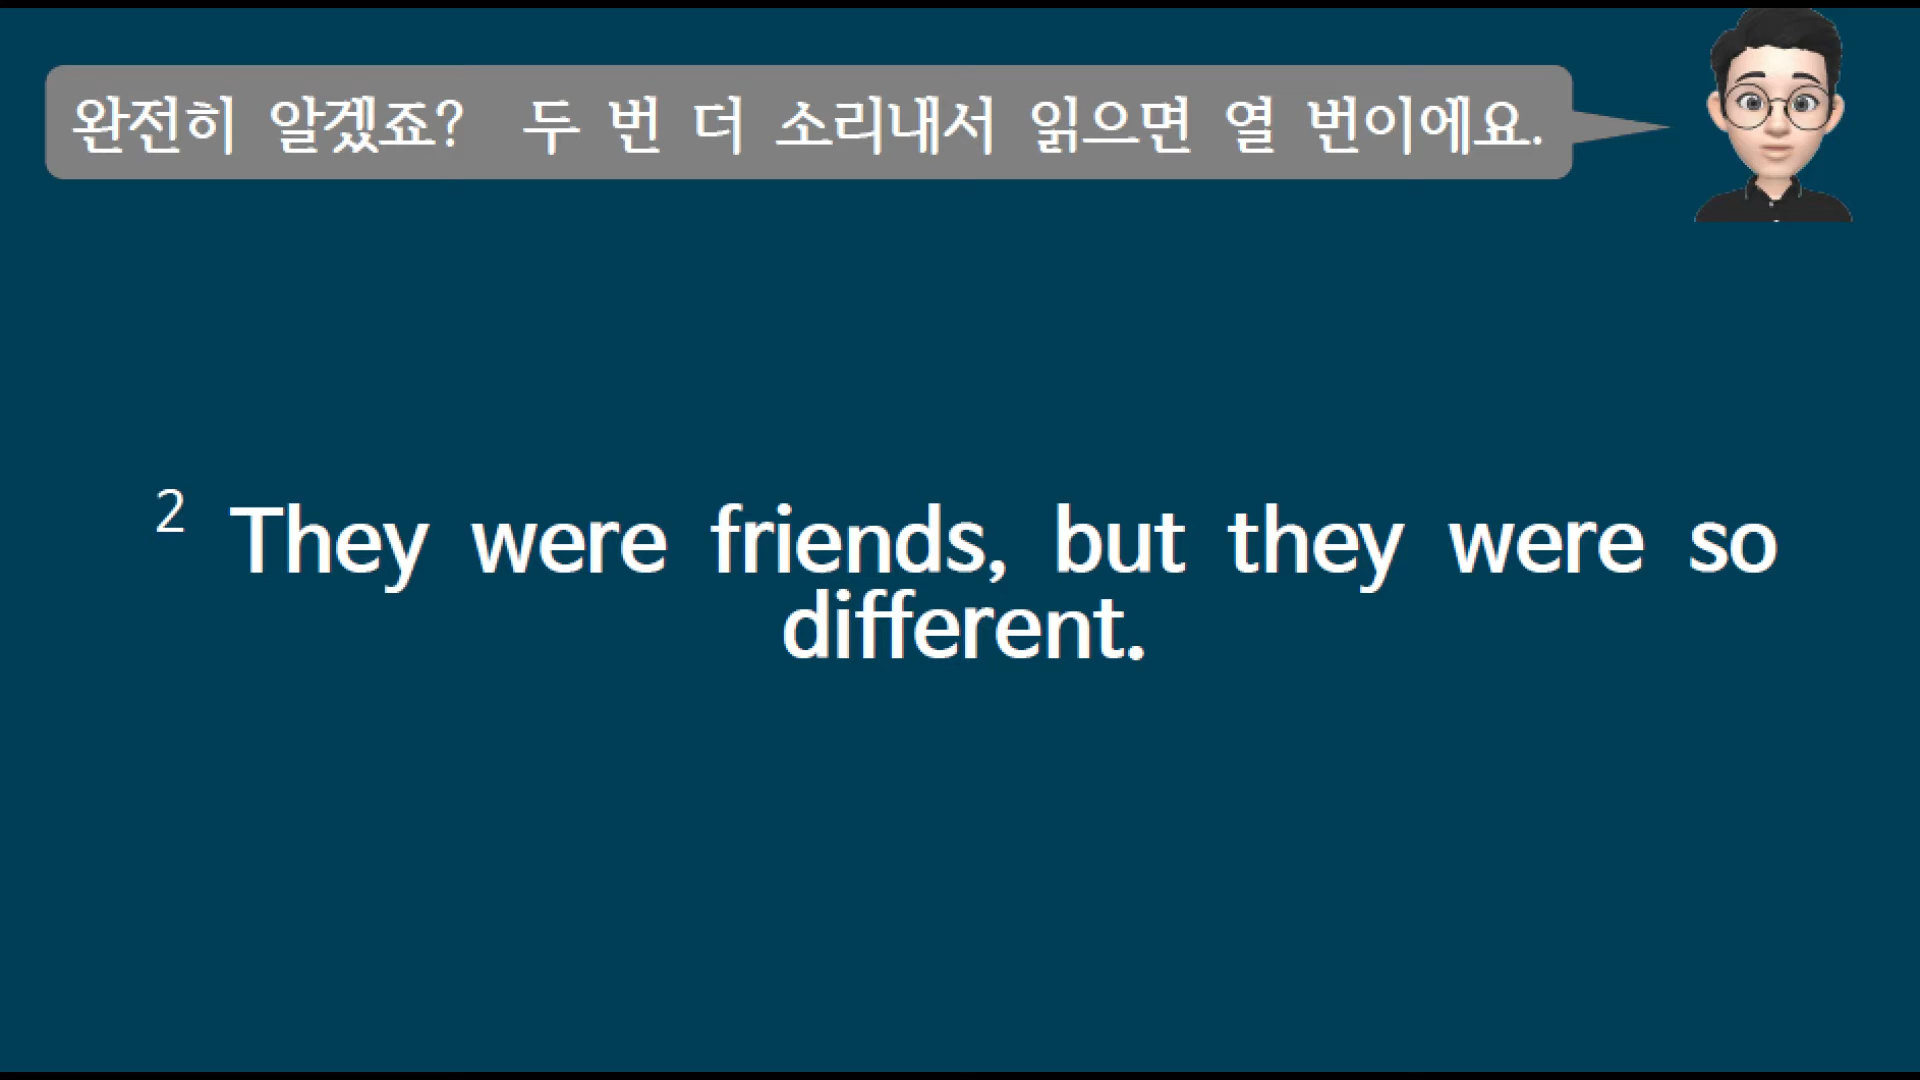 완전히 알겠죠? 두 번 더 소리내서 읽으면 열 번이에요.
2 They were friends, but they were so
different.